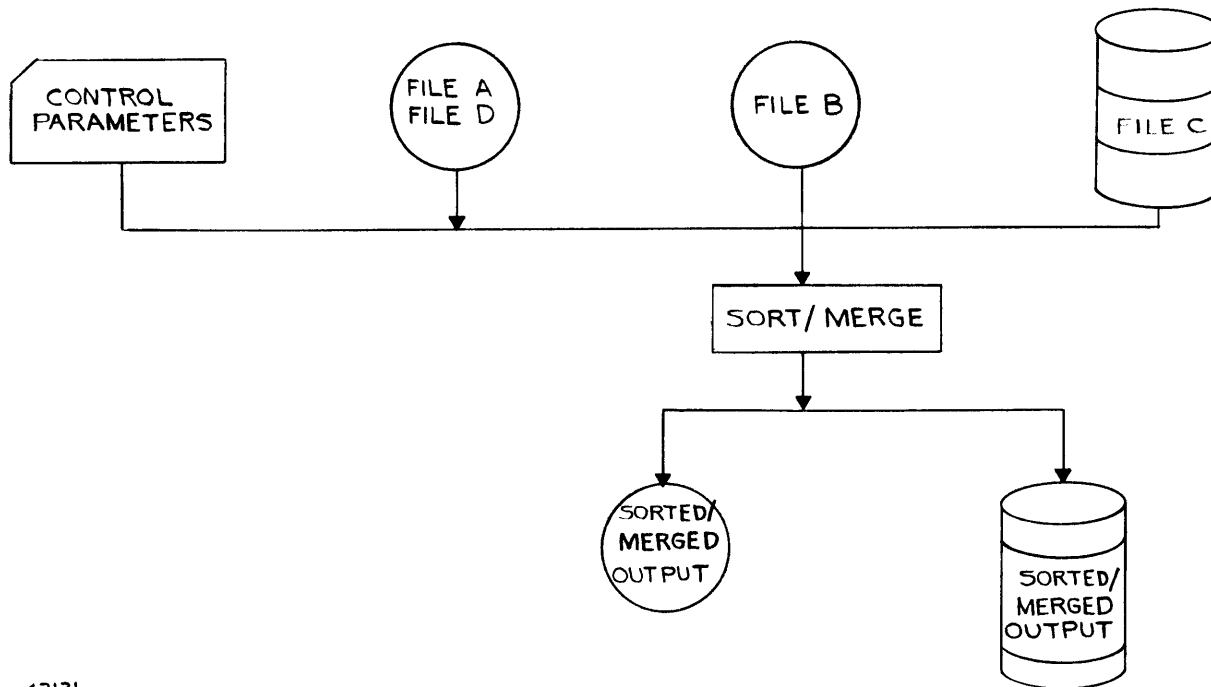 CONTROL
PARAMETERS
FILE A
FILE D
FILE B
FILE C
SORT/MERGE
SORTED/
MERGED
OUTPUT
SORTED/
MERGED
OUTPUT